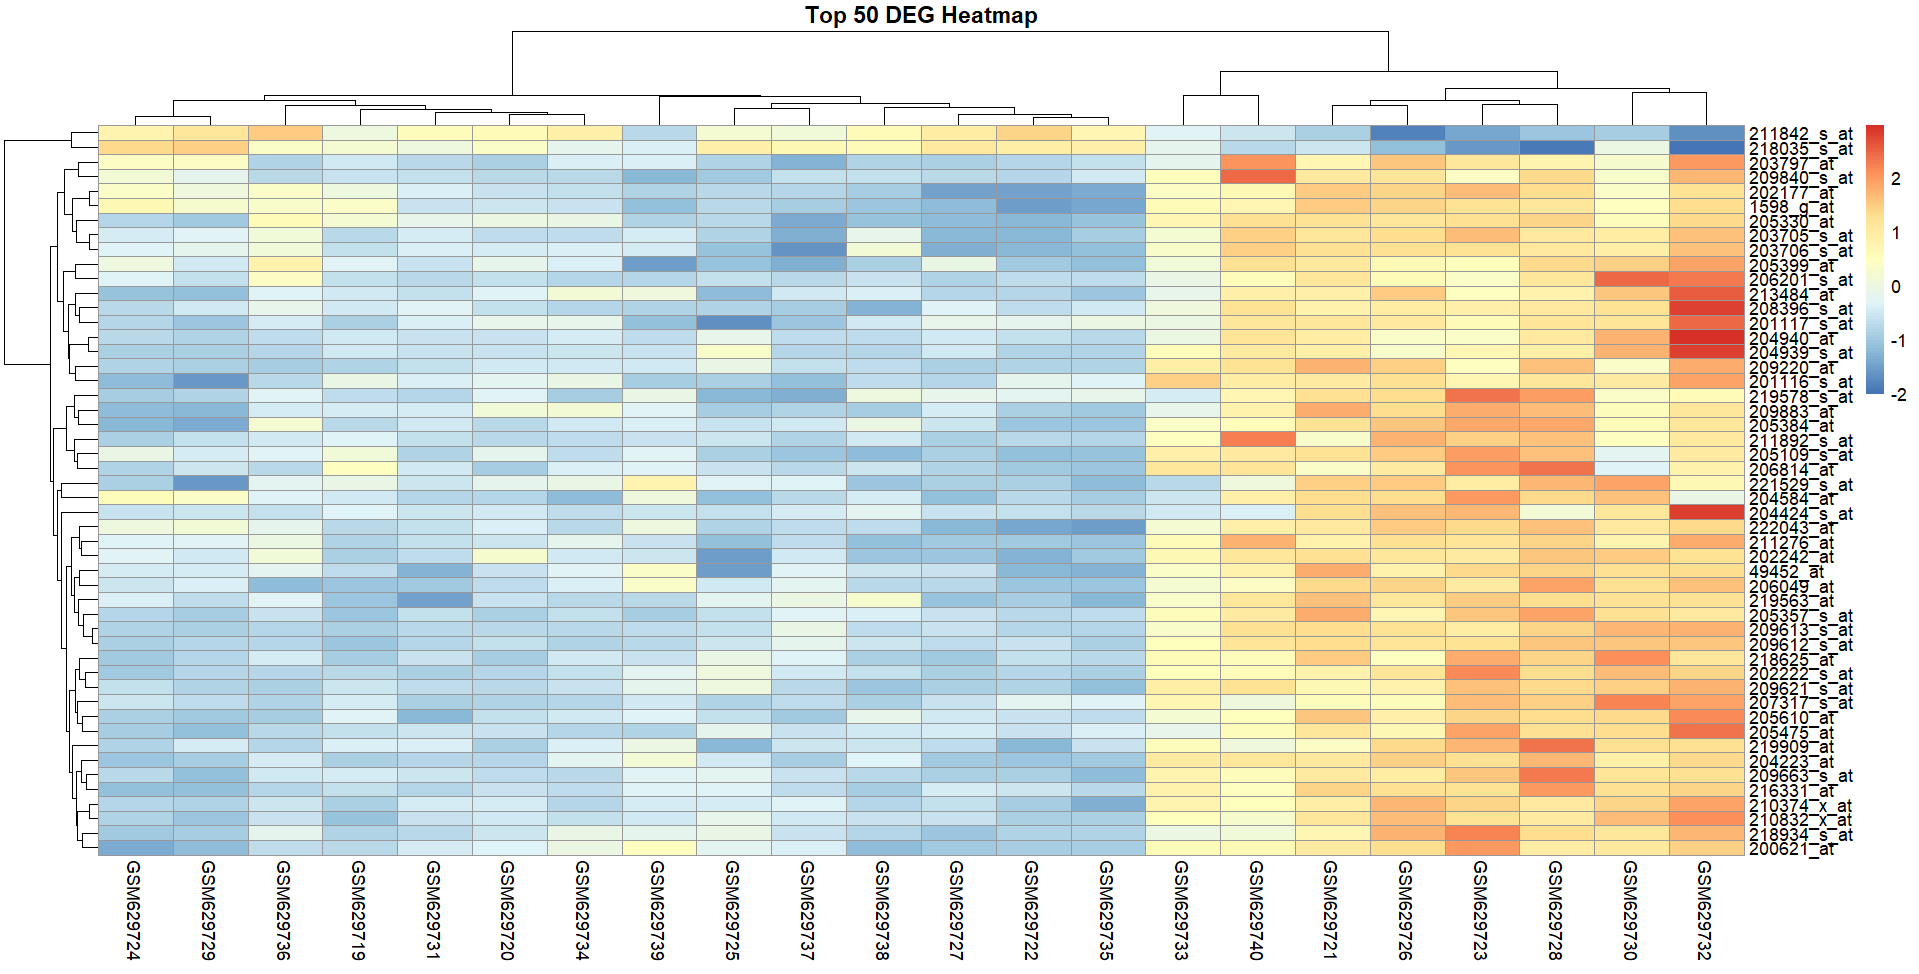 Top 50 DEG Heatmap
211842_s_at
218035_s_at
203797_at
209840_s_at
202177_at
1598_g_at
205330_at
203705_s_at
203706_s_at
205399_at
206201_s_at
213484_at
208396_s_at
201117_s_at
204940_at
204939_s_at
209220_at
201116_s_at
219578_s_at
209883_at
205384_at
211892_s_at
205109_s_at
206814_at
221529_s_at
204584_at
204424_s_at
222043_at
211276_at
202242_at
49452_at
206049_at
219563_at
205357_s_at
209613_s_at
209612_s_at
218625_at
202222_s_at
209621_s_at
207317_s_at
205610_at
205475_at
219909_at
204223_at
209663_s_at
216331_at
210374_x_at
210832_x_at
218934_s_at
200621_at
2
1
0
-1
-2
GSM629724
GSM629729
GSM629736
GSM629719
GSM629731
GSM629720
GSM629734
GSM629739
GSM629725
GSM629737
GSM629738
GSM629727
GSM629722
GSM629735
GSM629733
GSM629740
GSM629721
GSM629726
GSM629723
GSM629728
GSM629730
GSM629732